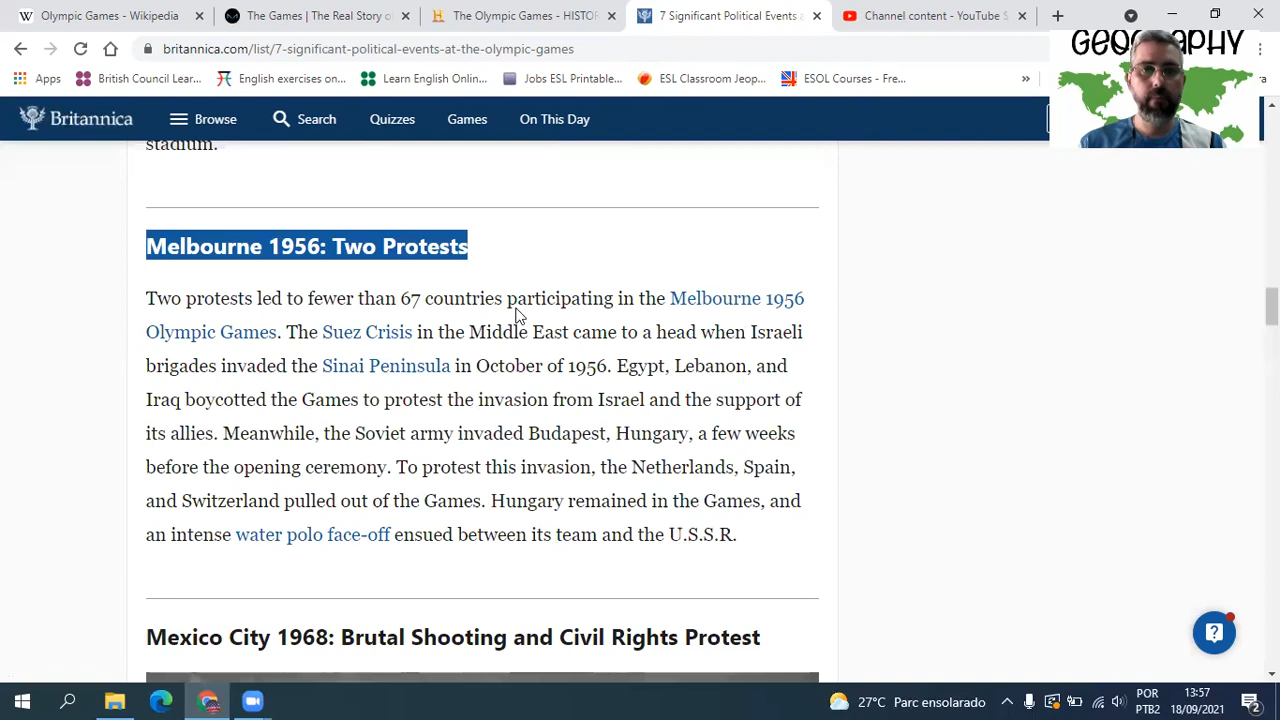 Olympic Games - Wikipedia
The Games | The Real Story o
The Olympic Games - HISTOR
7 Significant Political Events a
Channel content - YouTube S
britannica.com/list/7-significant-political-events-at-the-olympic-games
GEOGRAPHY
Apps
British Council Lear...
English exercises on...
Learn English Onlin...
Jobs ESL Printable...
ESL Classroom Jeop...
ESOL Courses - Fre...
»
Britannica
Browse
Search
Quizzes
Games
On This Day
stadium.
Melbourne 1956: Two Protests
Two protests led to fewer than 67 countries participating in the Melbourne 1956
Olympic Games. The Suez Crisis in the Middle East came to a head when Israeli
brigades invaded the Sinai Peninsula in October of 1956. Egypt, Lebanon, and
Iraq boycotted the Games to protest the invasion from Israel and the support of
its allies. Meanwhile, the Soviet army invaded Budapest, Hungary, a few weeks
before the opening ceremony. To protest this invasion, the Netherlands, Spain,
and Switzerland pulled out of the Games. Hungary remained in the Games, and
an intense water polo face-off ensued between its team and the U.S.S.R.
Mexico City 1968: Brutal Shooting and Civil Rights Protest
27°C Parc ensolarado
POR
PTB2
13:57
18/09/2021
2